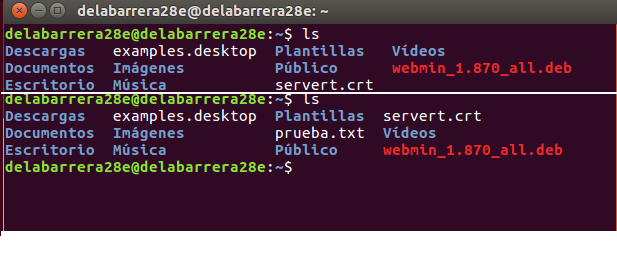 delabarrera28e@delabarrera28e: ~
delabarrera28e@delabarrera28e:~$ ls
Descargas examples.desktop Plantillas Vídeos
Documentos Imágenes Público webmin_1.870_all.deb
Escritorio Música servert.crt
delabarrera28e@delabarrera28e:~$ ls
Descargas examples.desktop Plantillas servert.crt
Documentos Imágenes prueba.txt Vídeos
Escritorio Música Público webmin_1.870_all.deb
delabarrera28e@delabarrera28e:~$